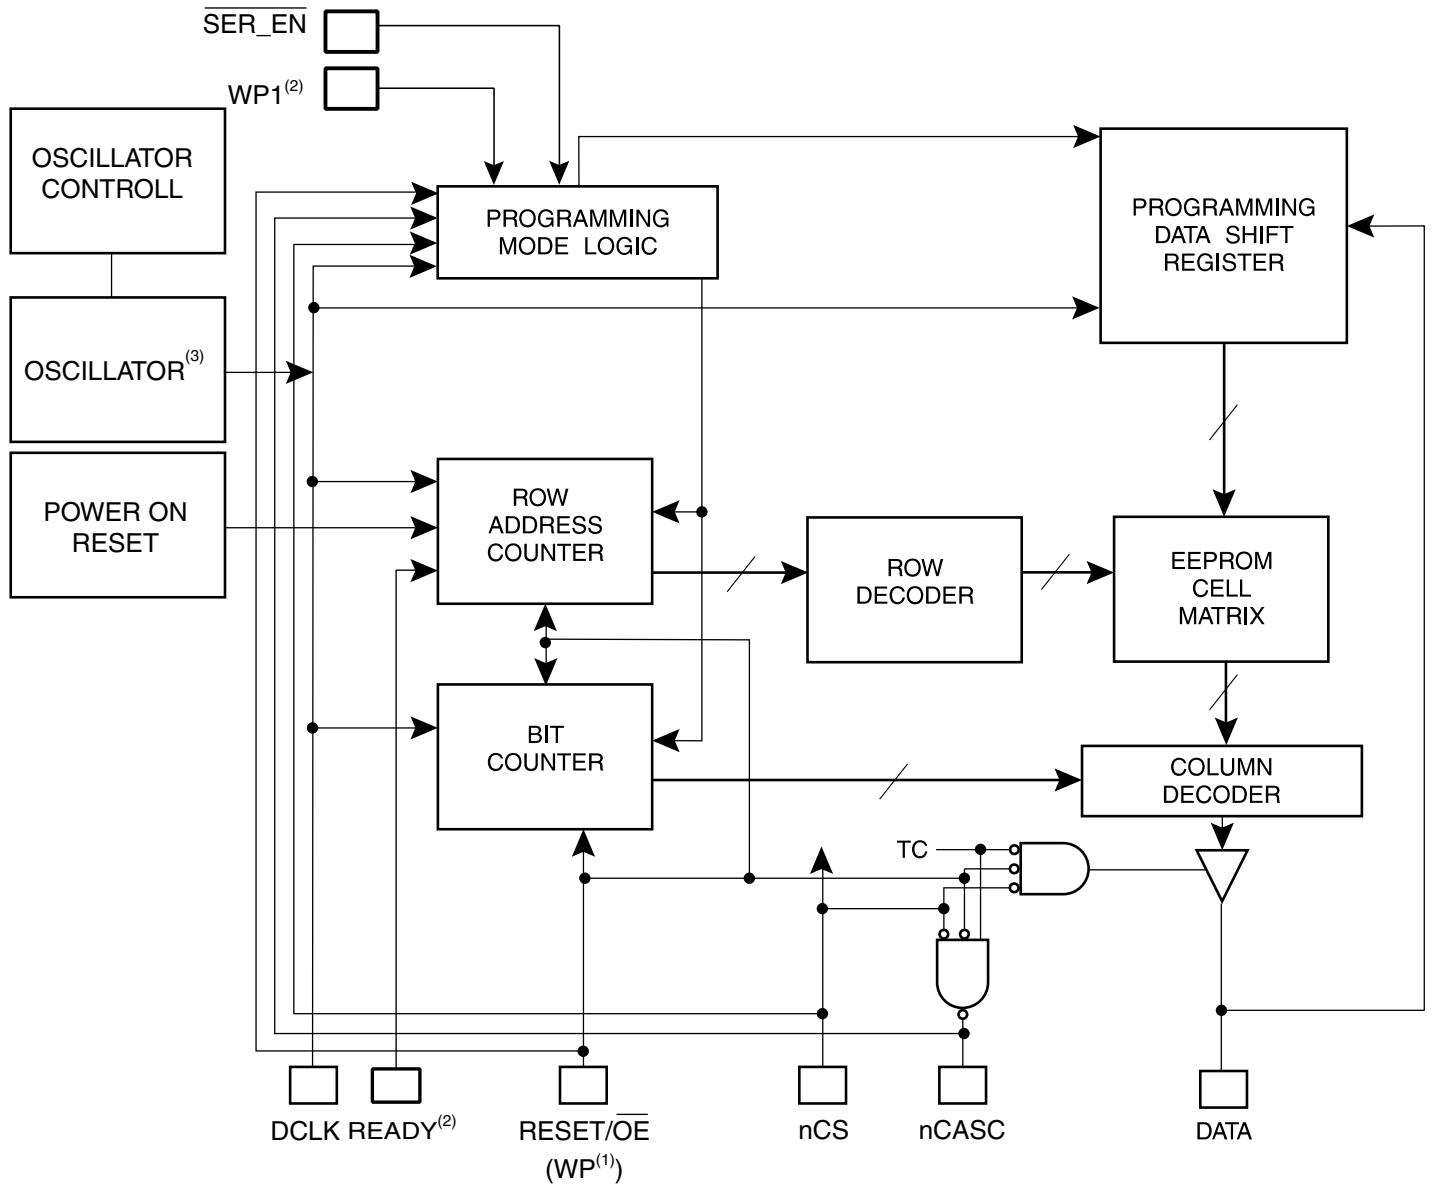 SER_EN
WP1(2)
OSCILLATOR
CONTROLL
PROGRAMMING
MODE LOGIC
PROGRAMMING
DATA SHIFT
REGISTER
OSCILLATOR(3)
POWER ON
RESET
ROW
ADDRESS
COUNTER
ROW
DECODER
EEPROM
CELL
MATRIX
BIT
COUNTER
COLUMN
DECODER
TC
DCLK
READY(2)
RESET/OE
(WP(1))
nCS
nCASC
DATA